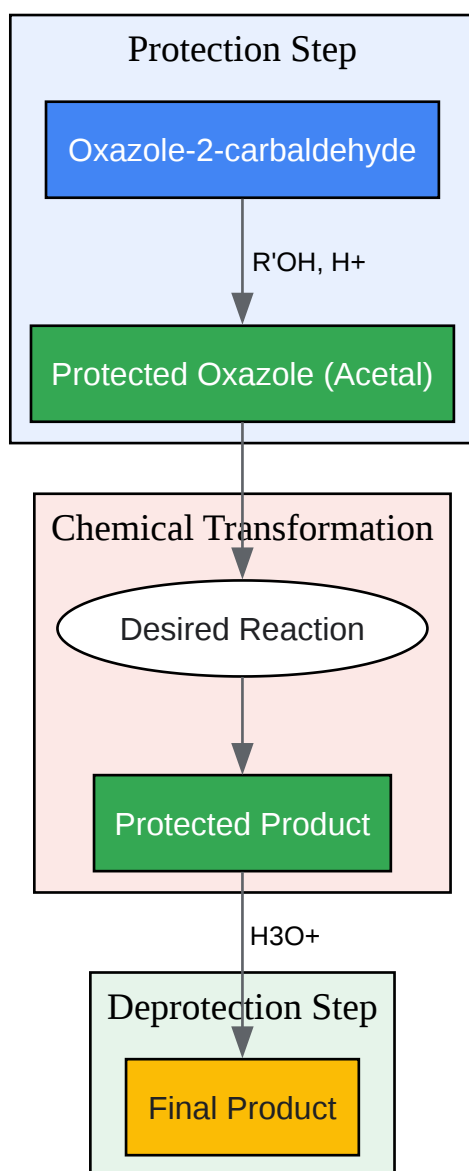 Protection Step
Oxazole-2-carbaldehyde
R'OH, H+
Protected Oxazole (Acetal)
Chemical Transformation
Desired Reaction
Protected Product
H3O+
Deprotection Step
Final Product